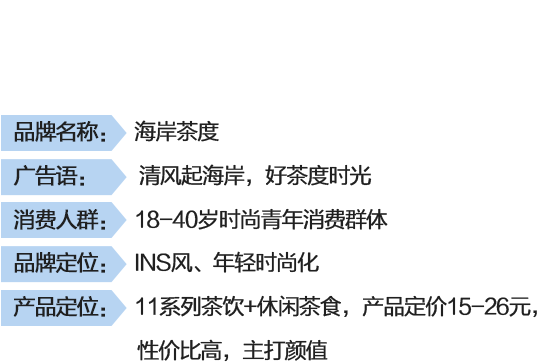 品牌名称：海岸茶度
广告语：清风起海岸，好茶度时光
消费人群：18-40岁时尚青年消费群体
品牌定位：INS风、年轻时尚化
产品定位：11系列茶饮+休闲茶食，产品定价15-26元，
性价比高，主打颜值